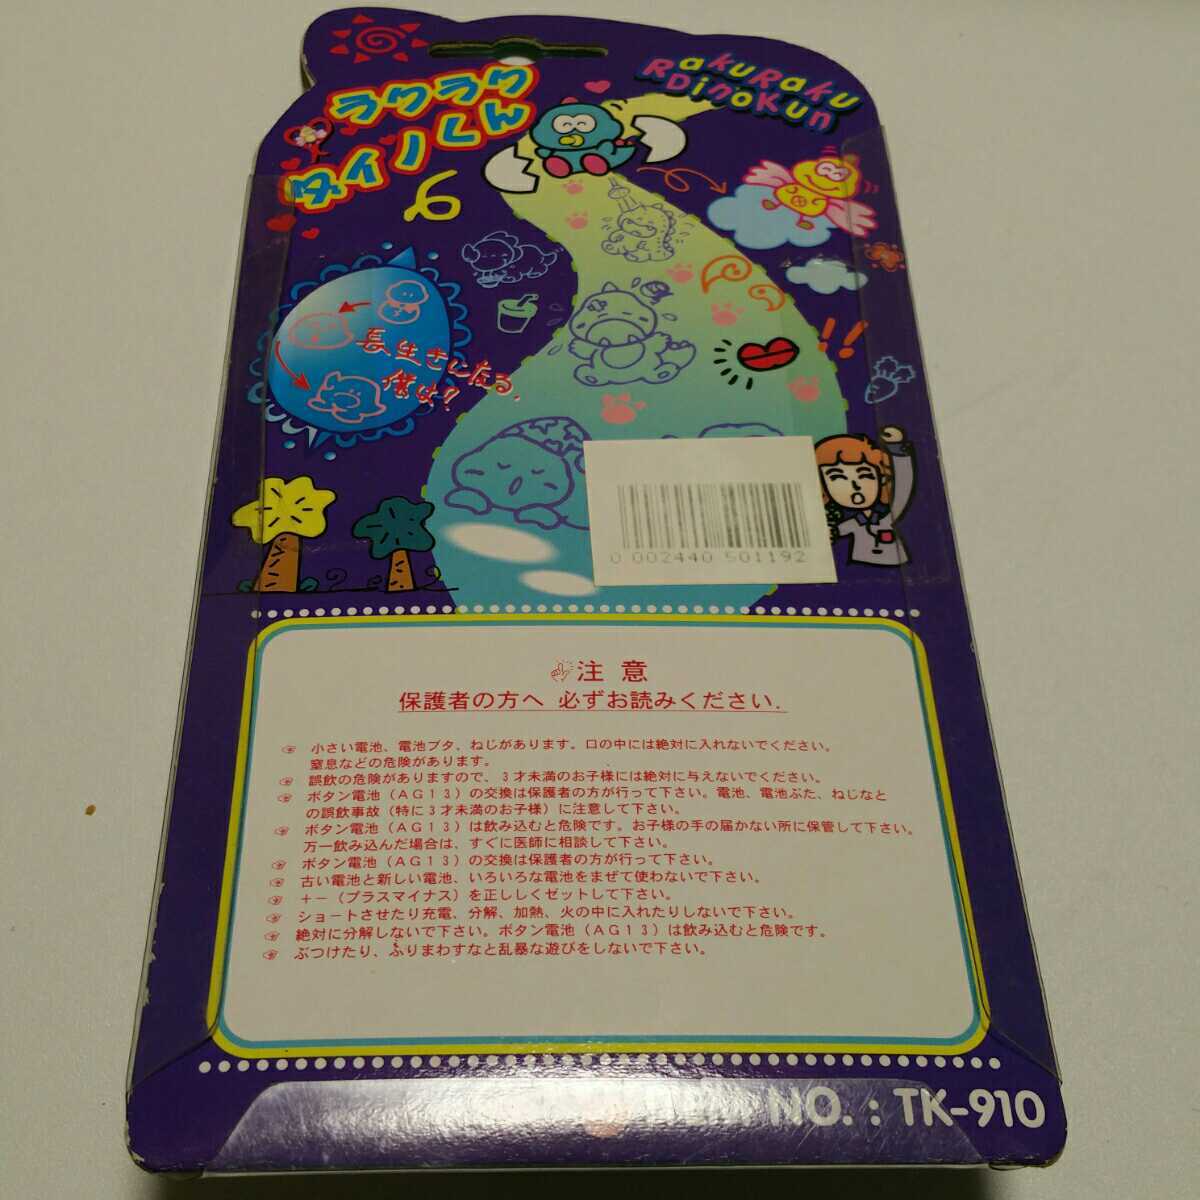 ラクラク
ダイノくん
RakuRaku
RDinoKun
長生きになる.
僕は?
!!
0 002440 501192
注 意
保護者の方へ 必ずお読みください.
小さい電池、電池ブタ、ねじがあります。口の中には絶対に入れないでください。
窒息などの危険があります。
誤飲の危険がありますので、3才未満のお子様には絶対に与えないでください。
ボタン電池（AG13）の交換は保護者の方が行って下さい。電池、電池ぶた、ねじなと
の誤飲事故（特に3才未満のお子様）に注意して下さい。
ボタン電池（AG13）は飲み込むと危険です。お子様の手の届かない所に保管して下さい。
万一飲み込んだ場合は、すぐに医師に相談して下さい。
ボタン電池（AG13）の交換は保護者の方が行って下さい。
古い電池と新しい電池、いろいろな電池をまぜて使わないで下さい。
＋－（プラスマイナス）を正ししくゼットして下さい。
ショートさせたり充電、分解、加熱、火の中に入れたりしないで下さい。
絶対に分解しないで下さい。ボタン電池（AG13）は飲み込むと危険です。
ぶつけたり、ふりまわすなと乱暴な遊びをしないで下さい。
NO. : TK-910